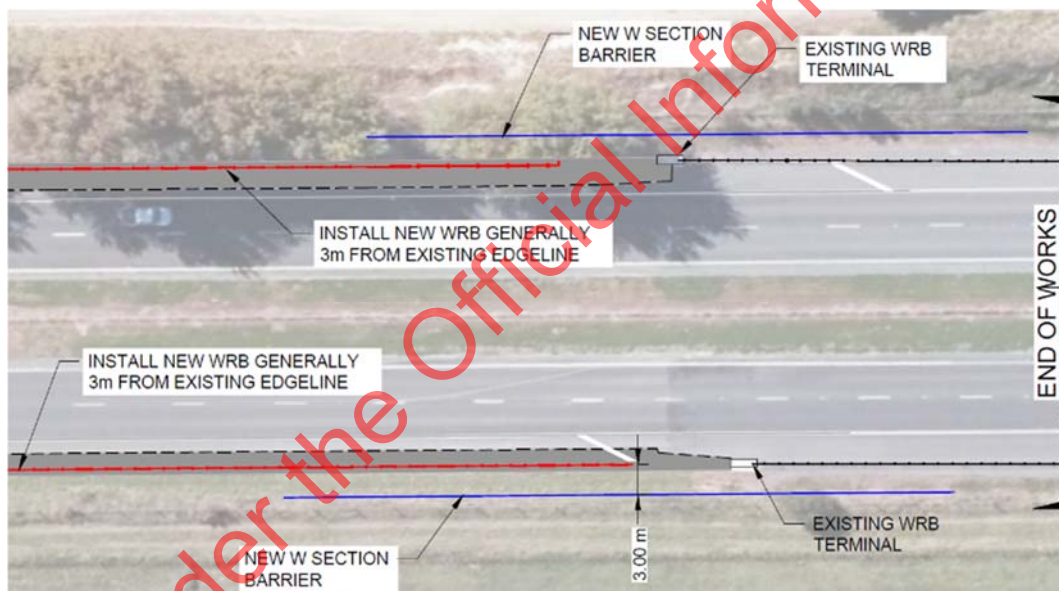 NEW W SECTION
BARRIER
EXISTING WRB
TERMINAL
INSTALL NEW WRB GENERALLY
3m FROM EXISTING EDGELINE
END OF WORKS
INSTALL NEW WRB GENERALLY
3m FROM EXISTING EDGELINE
3.00 m
EXISTING WRB
TERMINAL
NEW W SECTION
BARRIER
der the Official Infor